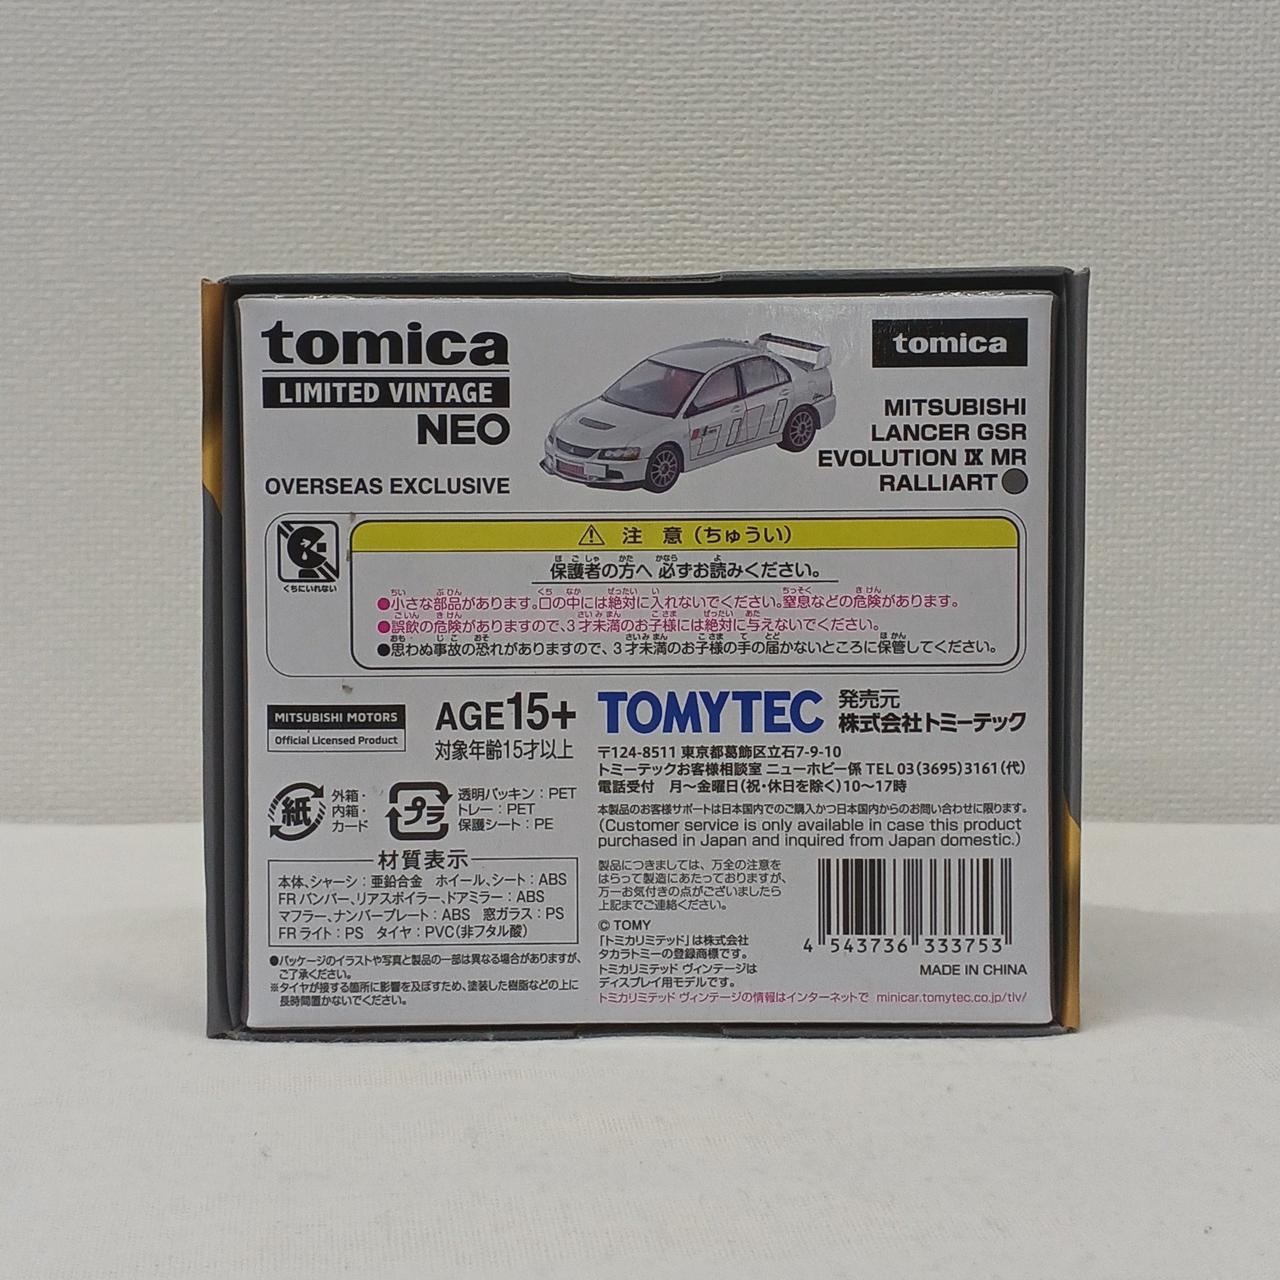 tomica
LIMITED VINTAGE
NEO
OVERSEAS EXCLUSIVE
tomica
MITSUBISHI
LANCER GSR
EVOLUTION Ⅸ MR
RALLIART
くちにいれない
⚠ 注 意(ちゅうい)
保護者の方へ 必ずお読みください。
●小さな部品があります。口の中には絶対に入れないでください。窒息などの危険があります。
●誤飲の危険がありますので、3才未満のお子様には絶対に与えないでください。
●思わぬ事故の恐れがありますので、3才未満のお子様の手の届かないところに保管してください。
MITSUBISHI MOTORS
Official Licensed Product
AGE15+
対象年齢15才以上
紙
外箱・
内箱・
カード
プラ
透明パッキン:PET
トレー:PET
保護シート:PE
材質表示
本体、シャーシ:亜鉛合金 ホイール、シート:ABS
FRバンパー、リアスポイラー、ドアミラー:ABS
マフラー、ナンバープレート:ABS 窓ガラス:PS
FRライト:PS タイヤ:PVC(非フタル酸)
●パッケージのイラストや写真と製品の一部は異なる場合がありますが、
ご了承ください。
※タイヤが接する箇所に影響を及ぼすため、塗装した樹脂などの上に
長時間置かないでください。
TOMYTEC
発売元
株式会社トミーテック
〒124-8511 東京都葛飾区立石7-9-10
トミーテックお客様相談室 ニューホビー係 TEL 03(3695)3161(代)
電話受付 月〜金曜日(祝・休日を除く)10〜17時
本製品のお客様サポートは日本国内でのご購入かつ日本国内からのお問い合わせに限ります。
(Customer service is only available in case this product
purchased in Japan and inquired from Japan domestic.)
製品につきましては、万全の注意を
はらって製造にあたっておりますが、
万一お気付きの点がございましたら
上記までご連絡ください。
© TOMY
「トミカリミテッド」は株式会社
タカラトミーの登録商標です。
トミカリミテッド ヴィンテージは
ディスプレイ用モデルです。
トミカリミテッド ヴィンテージの情報はインターネットで minicar.tomytec.co.jp/tlv/
4 543736 333753
MADE IN CHINA